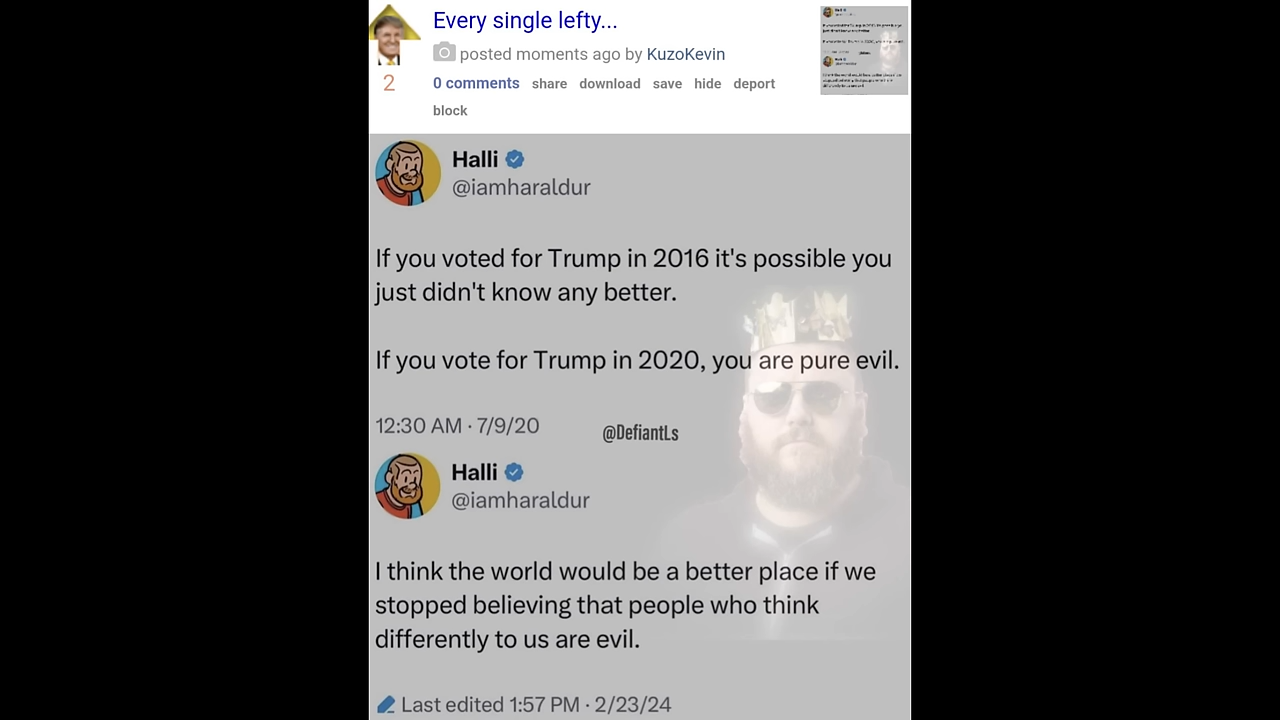 Every single lefty...
posted moments ago by KuzoKevin
2
0 comments share download save hide deport
block
Halli
@iamharaldur
If you voted for Trump in 2016 it's possible you
just didn't know any better.
If you vote for Trump in 2020, you are pure evil.
12:30 AM · 7/9/20
@DefiantLs
Halli
@iamharaldur
I think the world would be a better place if we
stopped believing that people who think
differently to us are evil.
Last edited 1:57 PM · 2/23/24